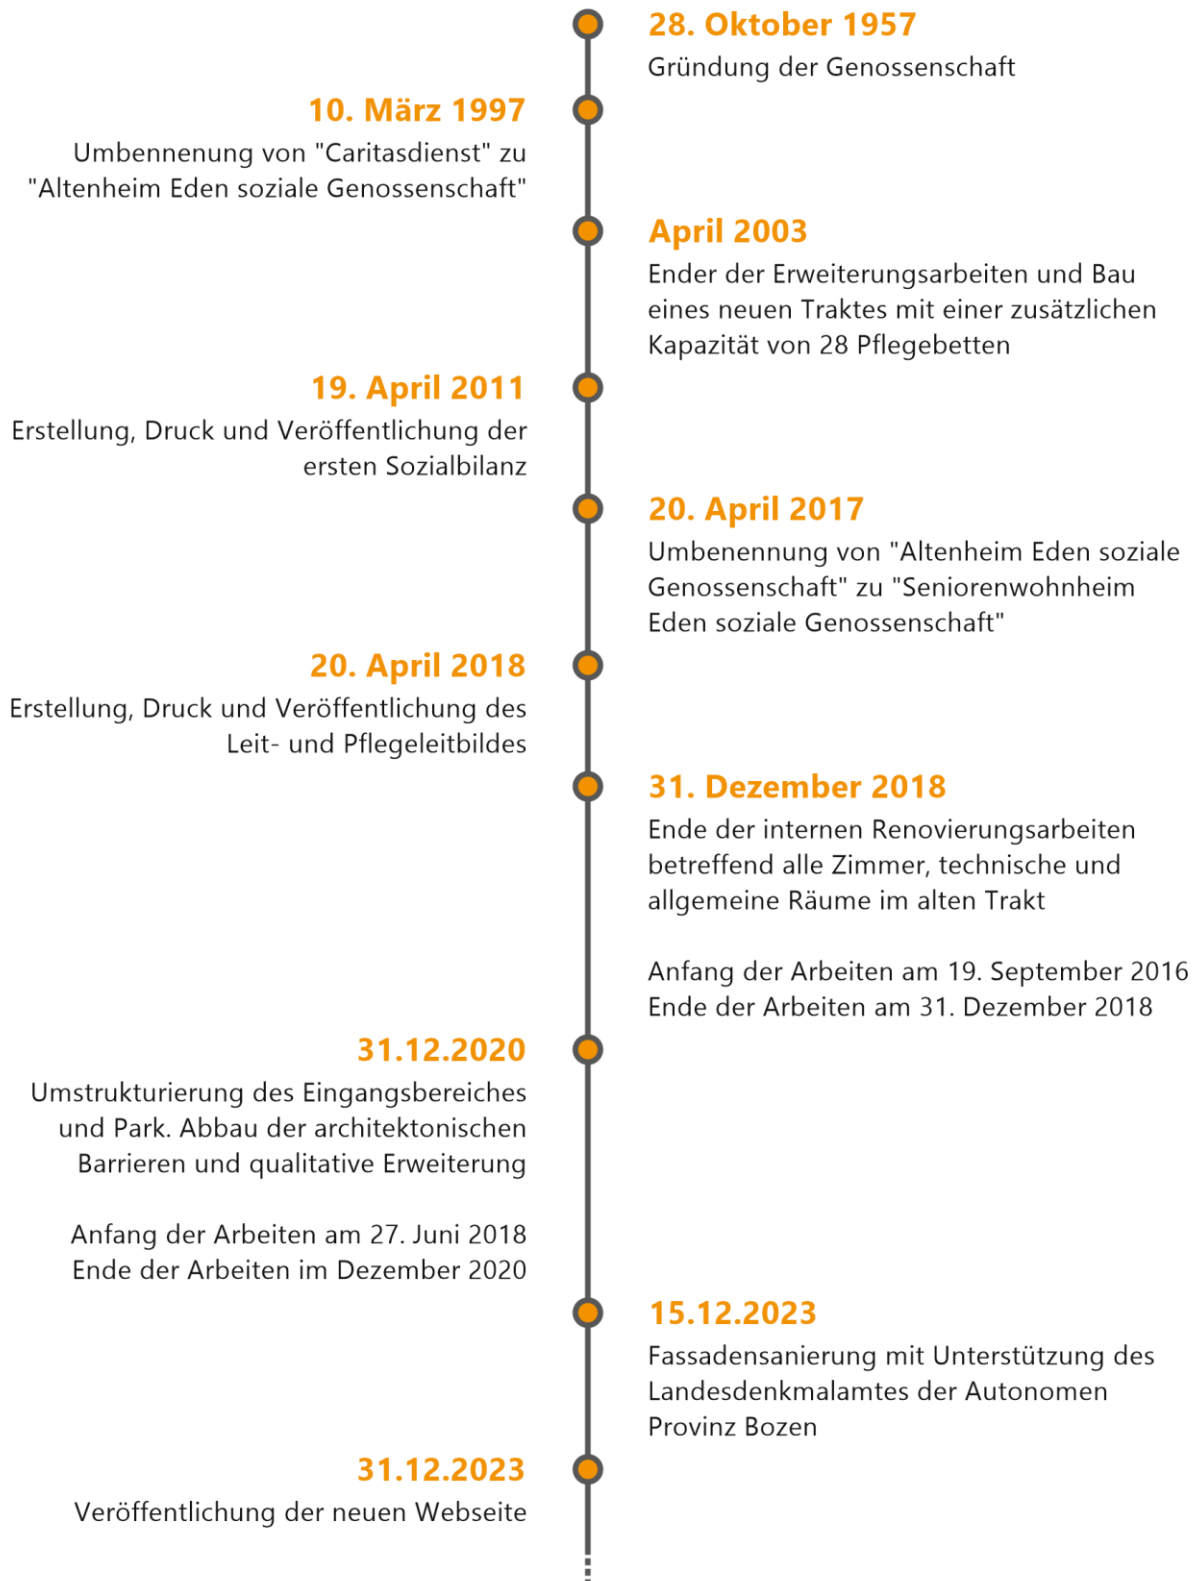 28. Oktober 1957
Gründung der Genossenschaft
10. März 1997
Umbennenung von "Caritasdienst" zu
"Altenheim Eden soziale Genossenschaft"
April 2003
Ender der Erweiterungsarbeiten und Bau
eines neuen Traktes mit einer zusätzlichen
Kapazität von 28 Pflegebetten
19. April 2011
Erstellung, Druck und Veröffentlichung der
ersten Sozialbilanz
20. April 2017
Umbenennung von "Altenheim Eden soziale
Genossenschaft" zu "Seniorenwohnheim
Eden soziale Genossenschaft"
20. April 2018
Erstellung, Druck und Veröffentlichung des
Leit- und Pflegeleitbildes
31. Dezember 2018
Ende der internen Renovierungsarbeiten
betreffend alle Zimmer, technische und
allgemeine Räume im alten Trakt
Anfang der Arbeiten am 19. September 2016
Ende der Arbeiten am 31. Dezember 2018
31.12.2020
Umstrukturierung des Eingangsbereiches
und Park. Abbau der architektonischen
Barrieren und qualitative Erweiterung
Anfang der Arbeiten am 27. Juni 2018
Ende der Arbeiten im Dezember 2020
15.12.2023
Fassadensanierung mit Unterstützung des
Landesdenkmalamtes der Autonomen
Provinz Bozen
31.12.2023
Veröffentlichung der neuen Webseite